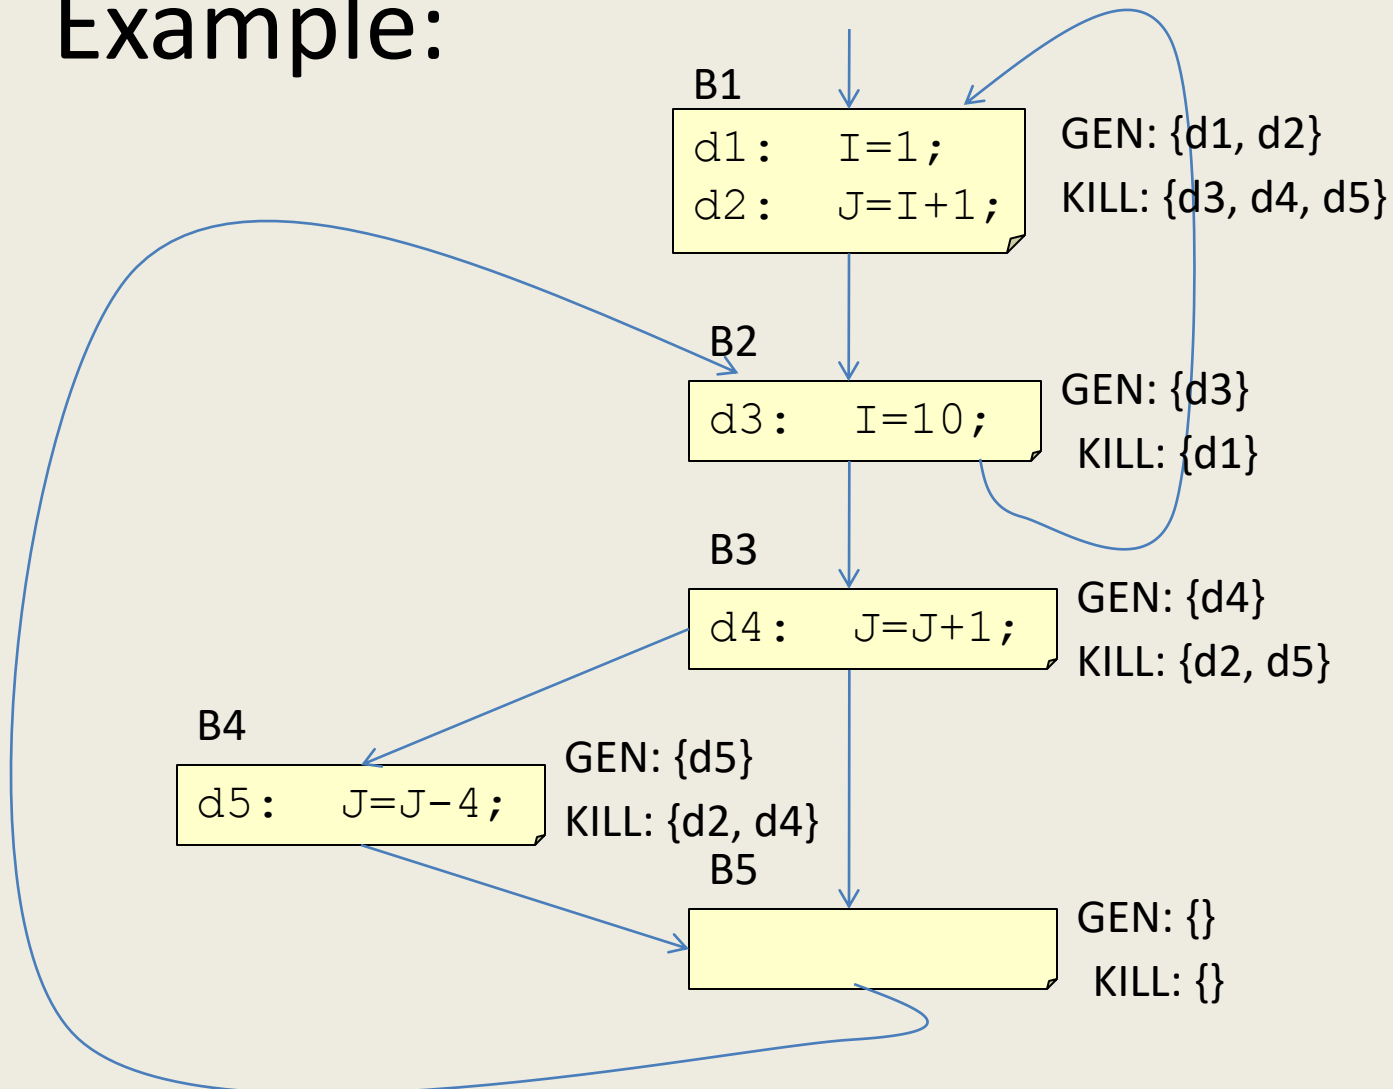 Example:
B1
d1: I=1;
d2: J=I+1;
GEN: {d1, d2}
KILL: {d3, d4, d5}
B2
d3: I=10;
GEN: {d3}
KILL: {d1}
B3
d4: J=J+1;
GEN: {d4}
KILL: {d2, d5}
B4
d5: J=J-4;
GEN: {d5}
KILL: {d2, d4}
B5
GEN: {}
KILL: {}